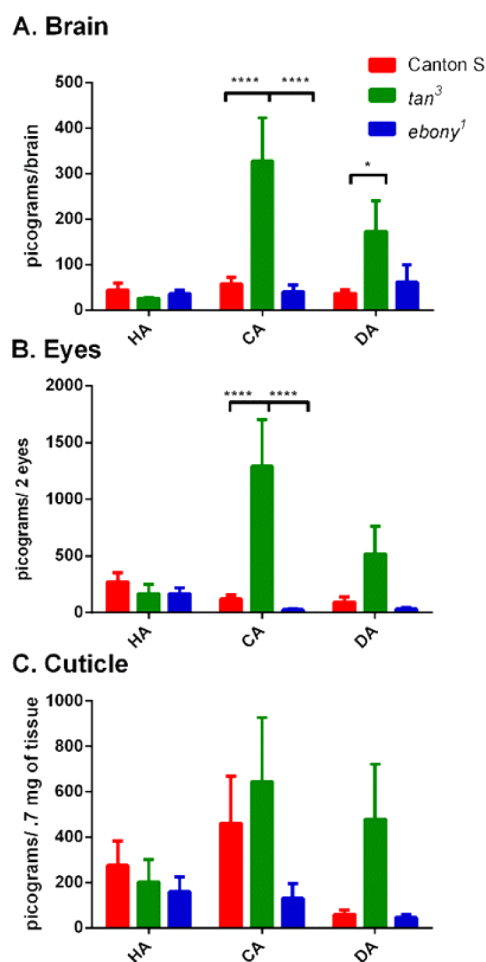 A. Brain
Canton S
tan³
ebony¹
**** ****
*
500
400
300
200
100
0
picograms/brain
HA CA DA
B. Eyes
**** ****
2000
1500
1000
500
0
picograms/ 2 eyes
HA CA DA
C. Cuticle
1000
800
600
400
200
0
picograms/ .7 mg of tissue
HA CA DA